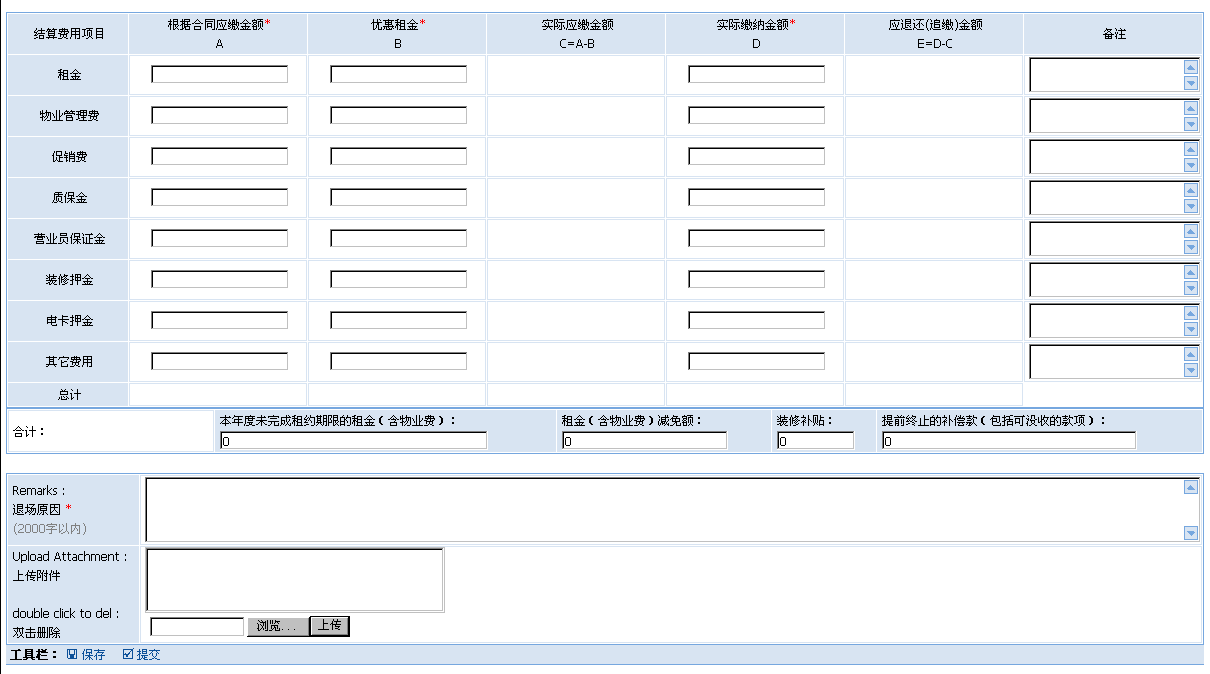 结算费用项目
根据合同应缴金额*
A
优惠租金*
B
实际应缴金额
C=A-B
实际缴纳金额*
D
应退还(追缴)金额
E=D-C
备注
租金
物业管理费
促销费
质保金
营业员保证金
装修押金
电卡押金
其它费用
总计
合计：
本年度未完成租约期限的租金（含物业费）：
0
租金（含物业费）减免额：
0
装修补贴：
0
提前终止的补偿款（包括可没收的款项）：
0
Remarks：
退场原因 *
(2000字以内)
Upload Attachment：
上传附件
double click to del：
双击删除
浏览...
上传
工具栏： 保存 提交